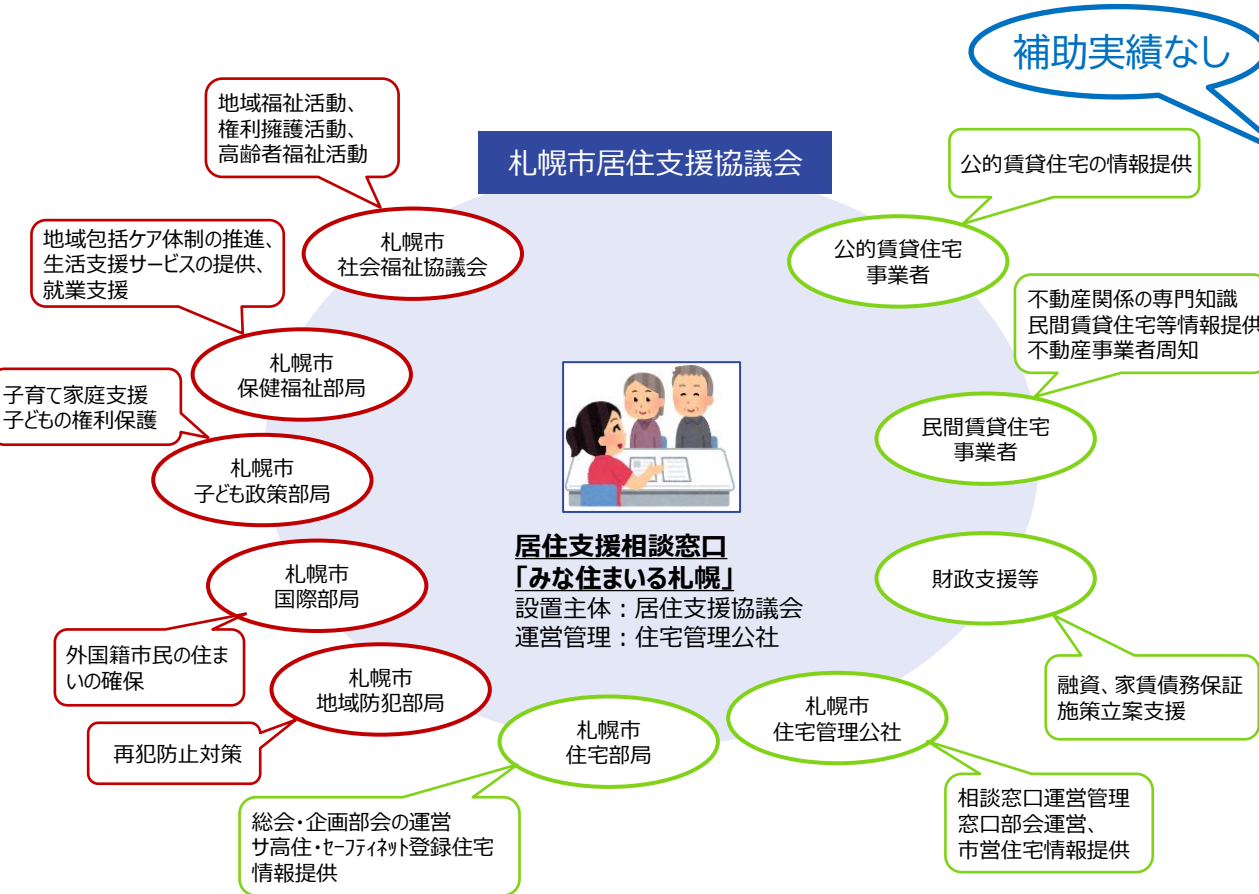 補助実績なし
札幌市居住支援協議会
地域福祉活動、
権利擁護活動、
高齢者福祉活動
札幌市
社会福祉協議会
地域包括ケア体制の推進、
生活支援サービスの提供、
就業支援
札幌市
保健福祉部局
子育て家庭支援
子どもの権利保護
札幌市
子ども政策部局
札幌市
国際部局
外国籍市民の住ま
いの確保
札幌市
地域防犯部局
再犯防止対策
公的賃貸住宅の情報提供
公的賃貸住宅
事業者
不動産関係の専門知識
民間賃貸住宅等情報提供
不動産事業者周知
民間賃貸住宅
事業者
居住支援相談窓口
「みな住まいる札幌」
設置主体：居住支援協議会
運営管理：住宅管理公社
財政支援等
融資、家賃債務保証
施策立案支援
札幌市
住宅管理公社
相談窓口運営管理
窓口部会運営、
市営住宅情報提供
札幌市
住宅部局
総会・企画部会の運営
サ高住・セーフティネット登録住宅
情報提供